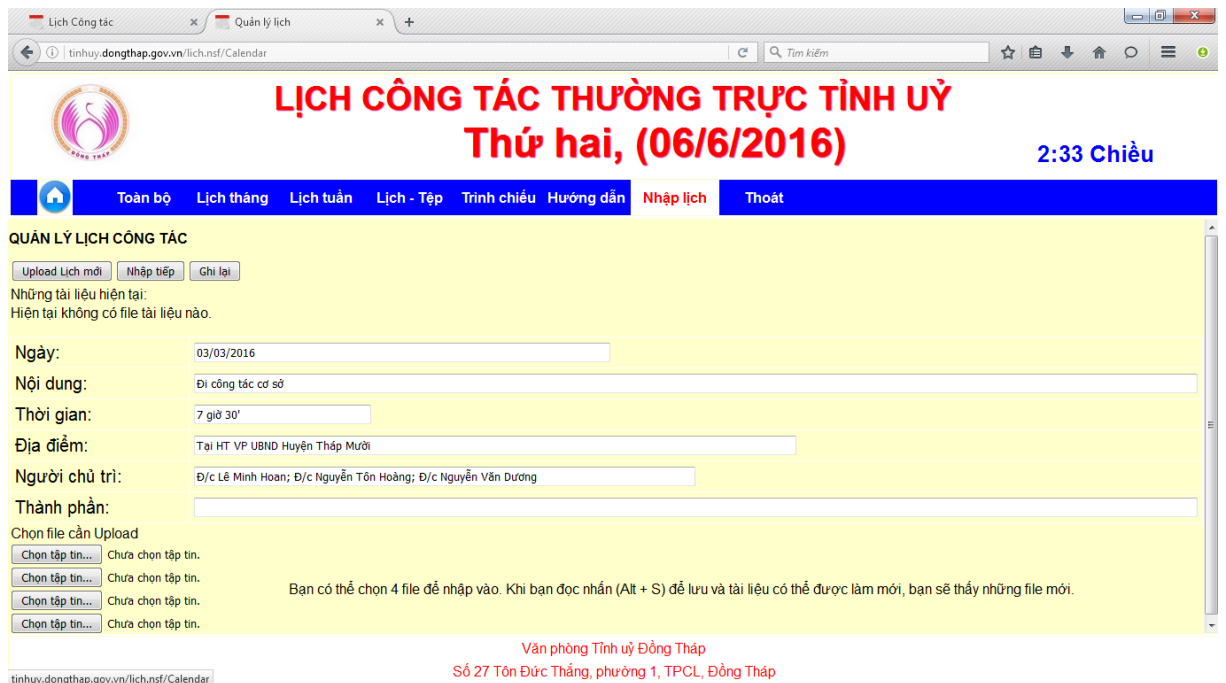 Lịch Công tác × Quản lý lịch × +
tinhuy.dongthap.gov.vn/lich.nsf/Calendar Tìm kiếm
LỊCH CÔNG TÁC THƯỜNG TRỰC TỈNH UỶ
Thứ hai, (06/6/2016)
2:33 Chiều
ĐỒNG THÁP
Toàn bộ Lịch tháng Lịch tuần Lịch - Tệp Trình chiếu Hướng dẫn Nhập lịch Thoát
QUẢN LÝ LỊCH CÔNG TÁC
Upload Lịch mới Nhập tiếp Ghi lại
Những tài liệu hiện tại:
Hiện tại không có file tài liệu nào.
Ngày: 03/03/2016
Nội dung: Đi công tác cơ sở
Thời gian: 7 giờ 30'
Địa điểm: Tại HT VP UBND Huyện Tháp Mười
Người chủ trì: Đ/c Lê Minh Hoan; Đ/c Nguyễn Tôn Hoàng; Đ/c Nguyễn Văn Dương
Thành phần:
Chọn file cần Upload
Chọn tập tin... Chưa chọn tập tin.
Chọn tập tin... Chưa chọn tập tin.
Bạn có thể chọn 4 file để nhập vào. Khi bạn đọc nhấn (Alt + S) để lưu và tài liệu có thể được làm mới, bạn sẽ thấy những file mới.
Chọn tập tin... Chưa chọn tập tin.
Chọn tập tin... Chưa chọn tập tin.
Văn phòng Tỉnh uỷ Đồng Tháp
Số 27 Tôn Đức Thắng, phường 1, TPCL, Đồng Tháp
tinhuy.dongthap.gov.vn/lich.nsf/Calendar